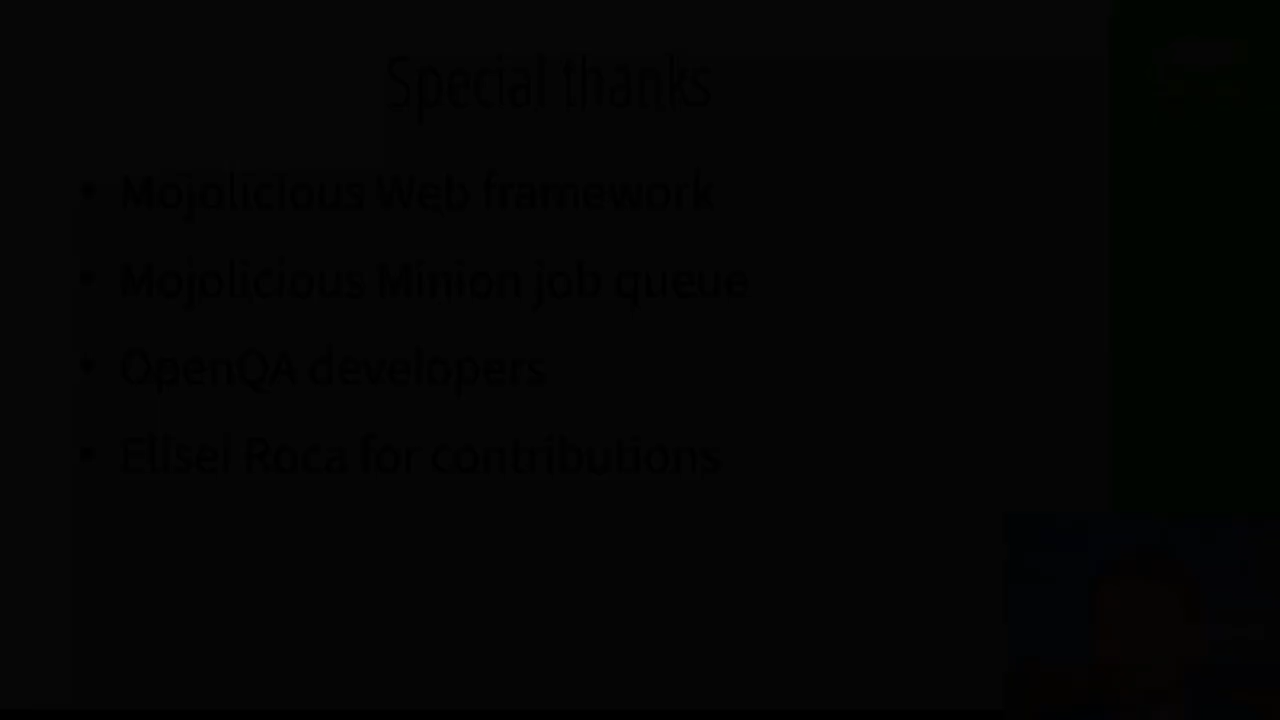 Special thanks
• Mojolicious Web framework
• Mojolicious Minion job queue
• OpenQA developers
• Elisei Roca for contributions